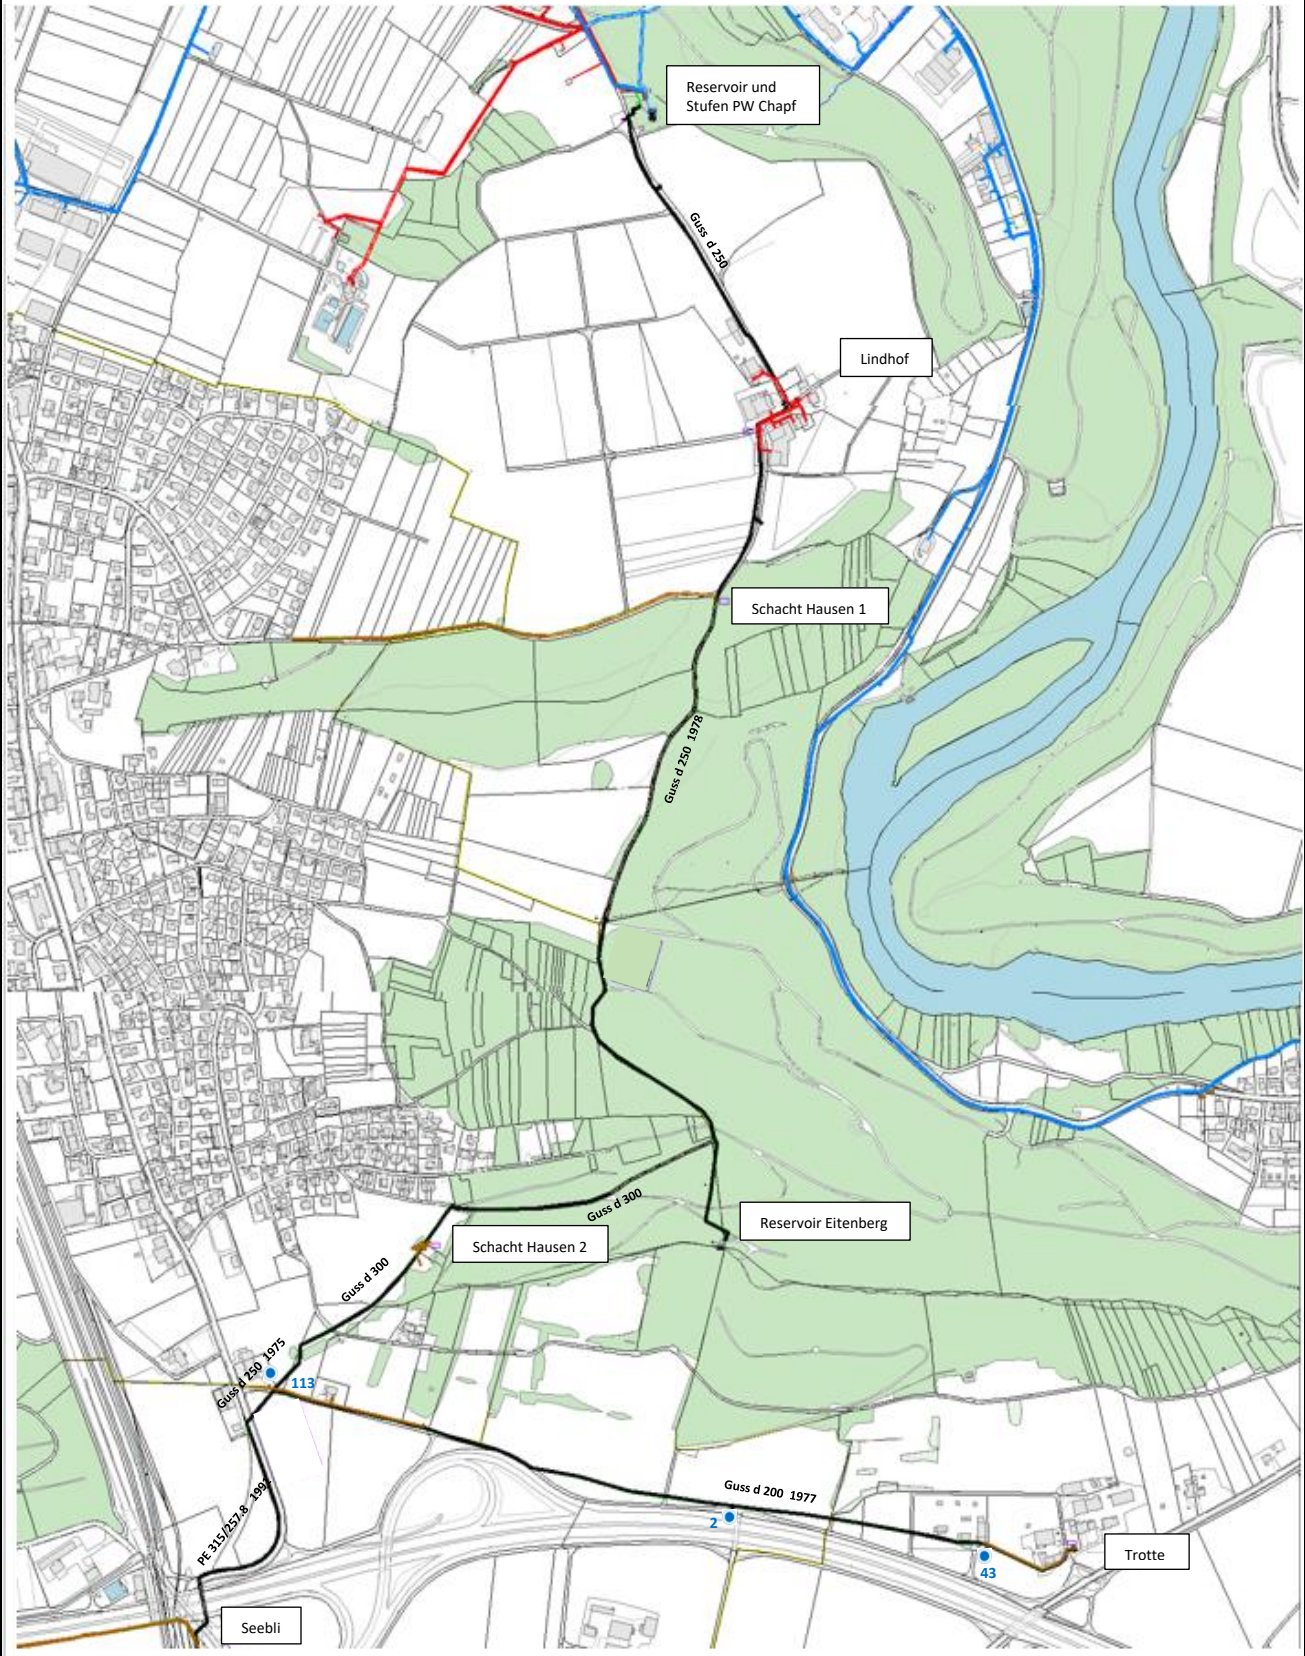 Reservoir und
Stufen PW Chapf
Guss d 250
Lindhof
Schacht Hausen 1
Guss d 250 1978
Guss d 300
Reservoir Eitenberg
Schacht Hausen 2
Guss d 300
Guss d 250 1975
113
Guss d 200 1977
2
PE 315/257.8 1992
43
Trotte
Seebli